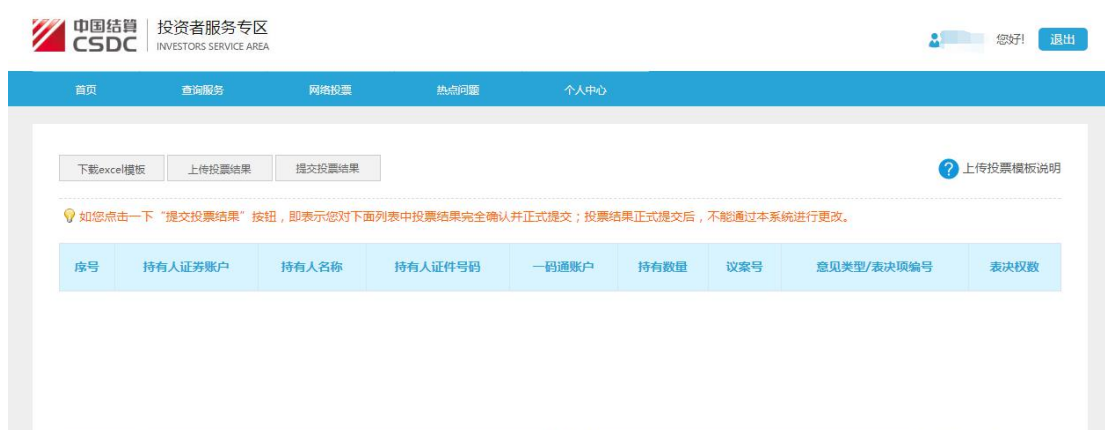 中国结算 投资者服务专区
CSDC INVESTORS SERVICE AREA
您好! 退出
首页 查询服务 网络投票 热点问题 个人中心
下载excel模板 上传投票结果 提交投票结果 ? 上传投票模板说明
如您点击一下“提交投票结果”按钮，即表示您对下面列表中投票结果完全确认并正式提交；投票结果正式提交后，不能通过本系统进行更改。
序号 持有人证券账户 持有人名称 持有人证件号码 一码通账户 持有数量 议案号 意见类型/表决项编号 表决权数